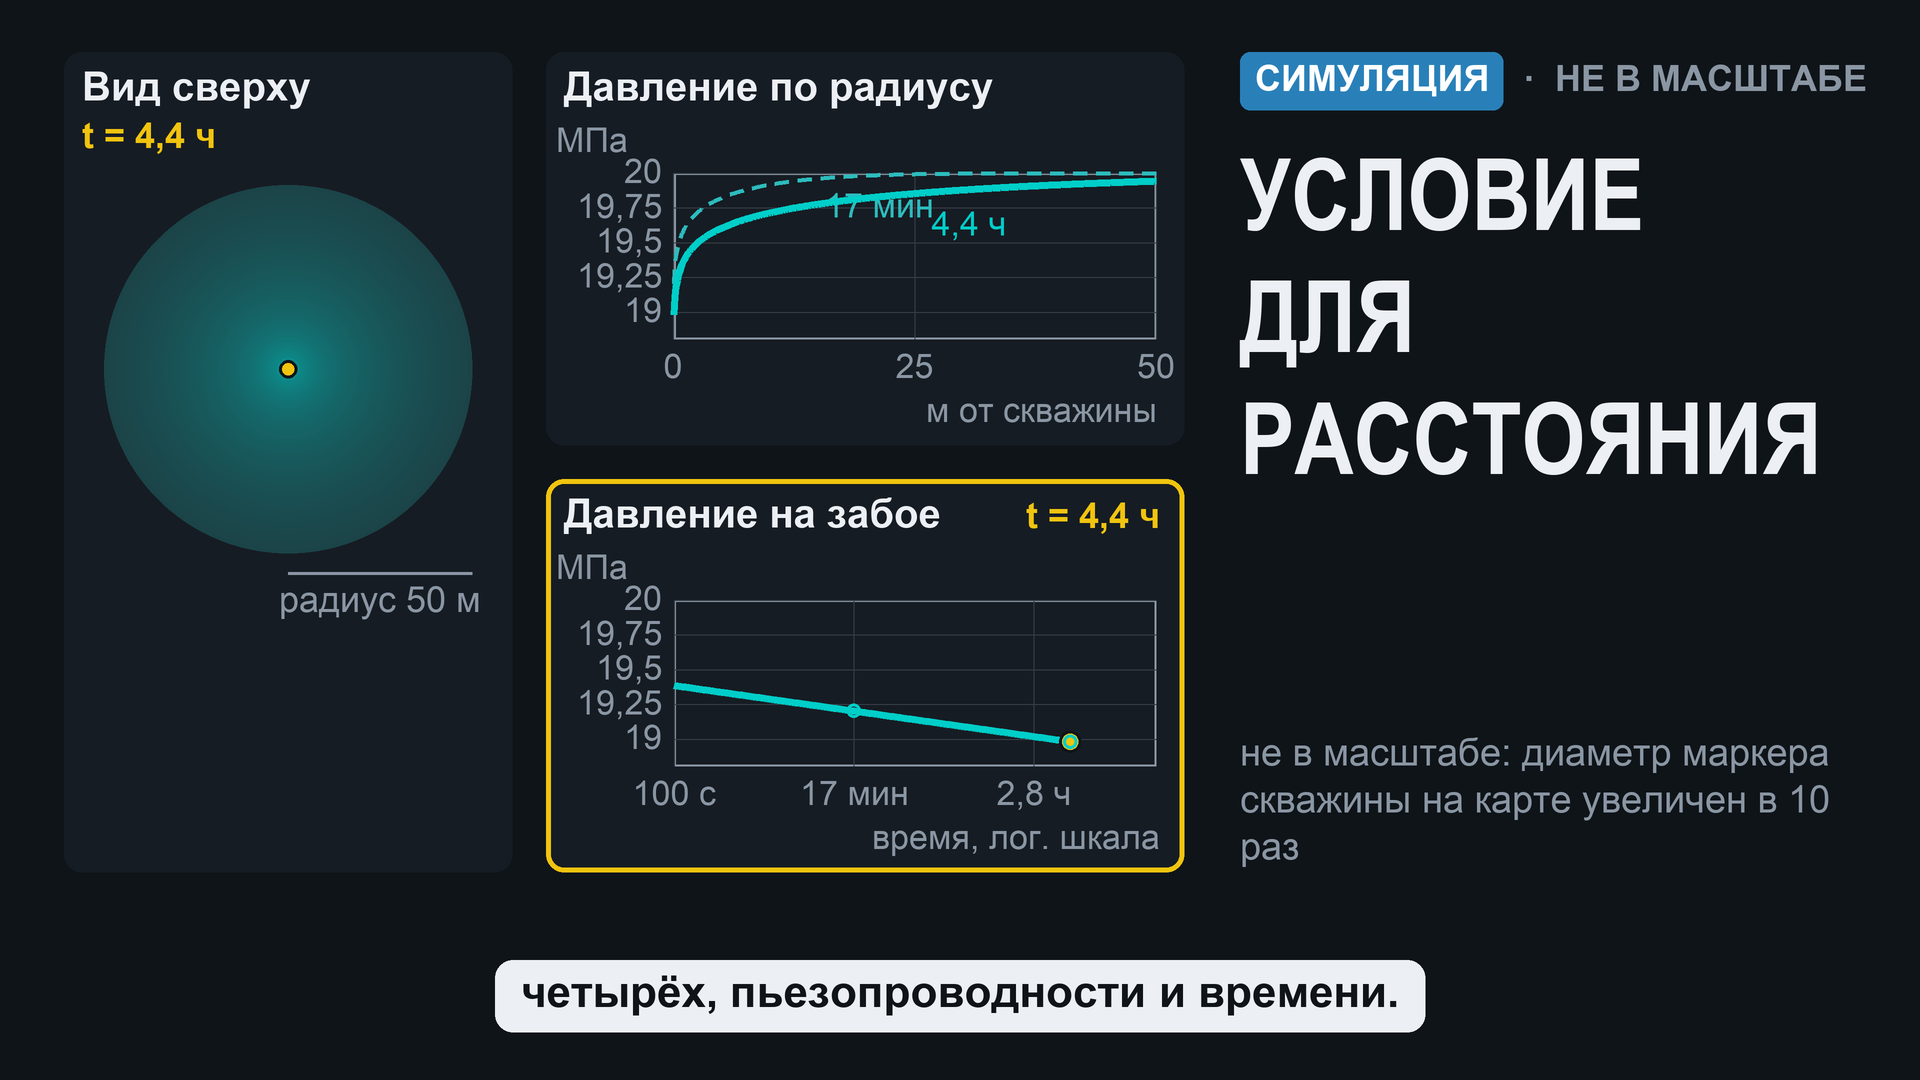 Вид сверху
t = 4,4 ч
радиус 50 м
Давление по радиусу
МПа
20
19,75
19,5
19,25
19
17 мин
4,4 ч
0
25
50
м от скважины
Давление на забое
t = 4,4 ч
МПа
20
19,75
19,5
19,25
19
100 с
17 мин
2,8 ч
время, лог. шкала
СИМУЛЯЦИЯ · НЕ В МАСШТАБЕ
УСЛОВИЕ
ДЛЯ
РАССТОЯНИЯ
не в масштабе: диаметр маркера
скважины на карте увеличен в 10
раз
четырёх, пьезопроводности и времени.